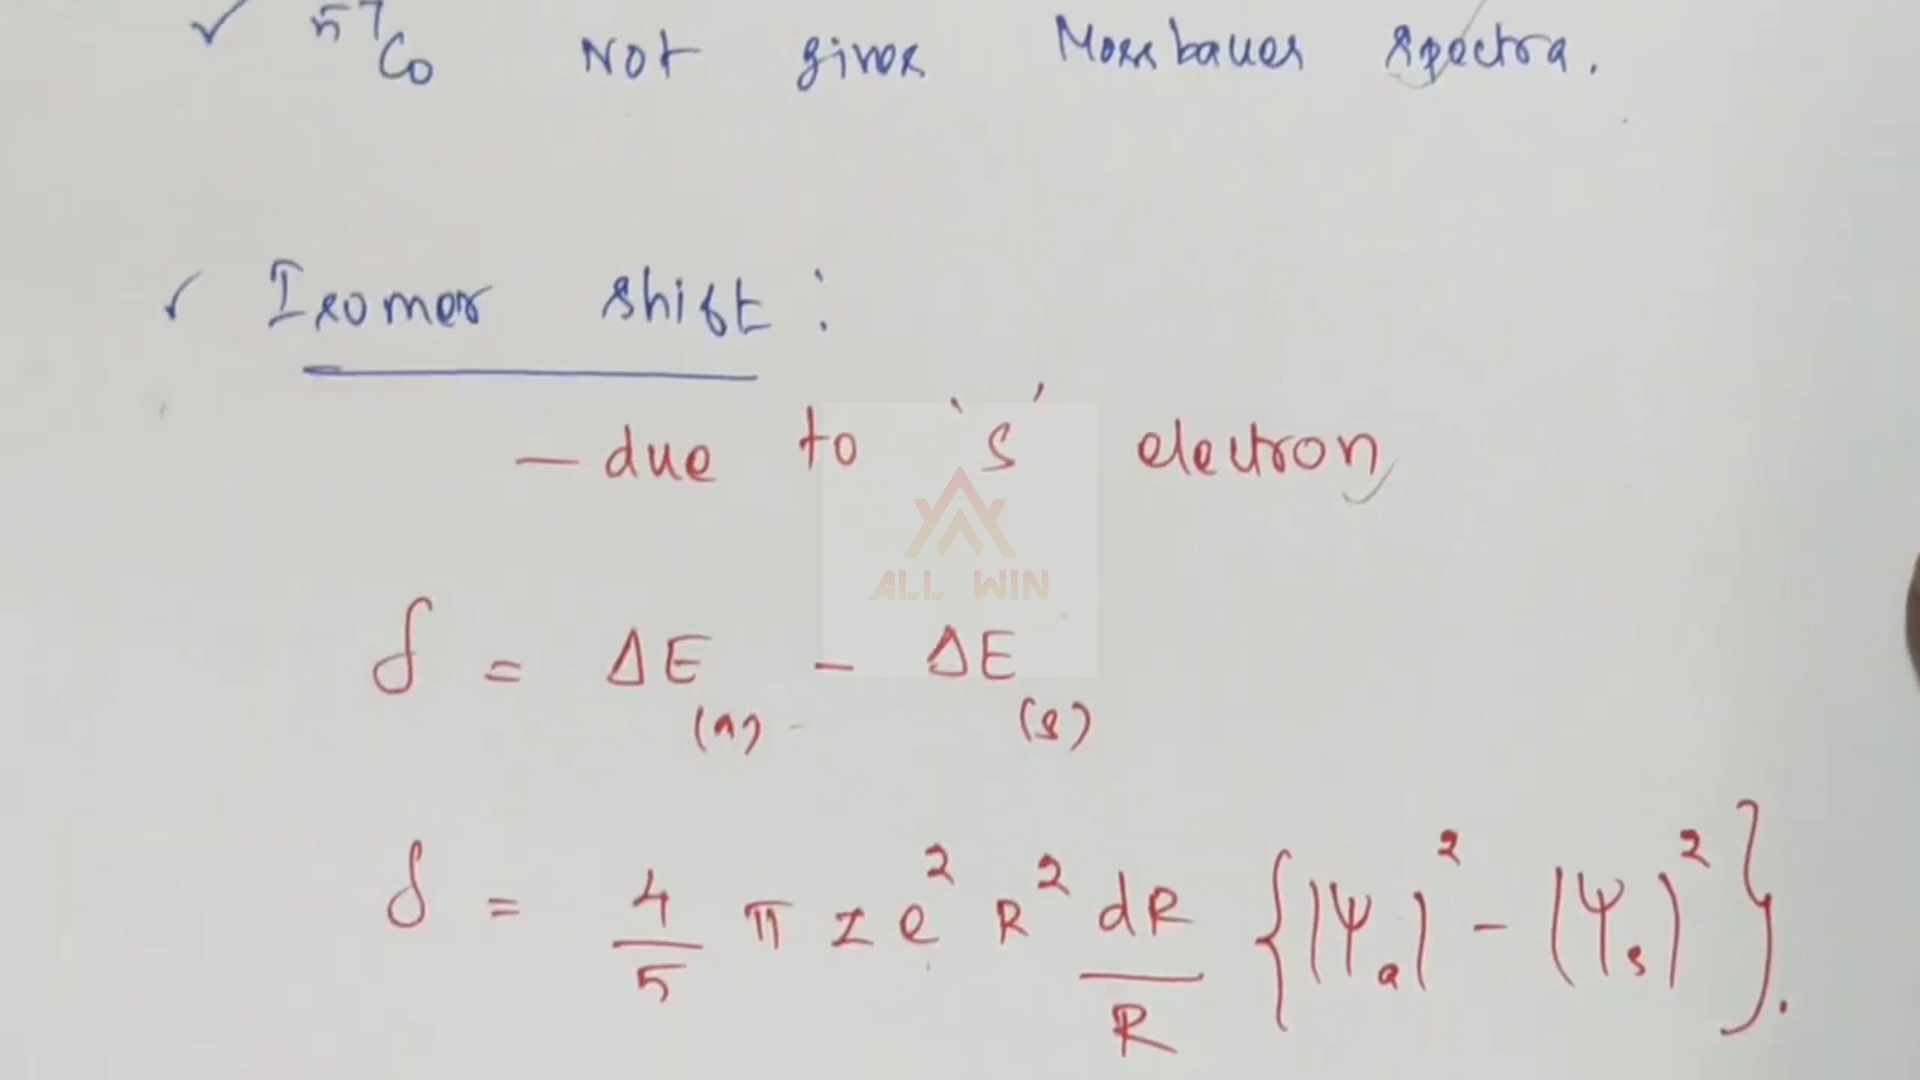 ✓ ⁵⁷Co Not gives Mossbauer spectra.
✓ Isomer shift :
— due to 's' electron
ALL WIN
δ = ΔE(a) - ΔE(s)
δ = 4/5 π z e² R² dR/R {|Ψa|² - |Ψs|²}.